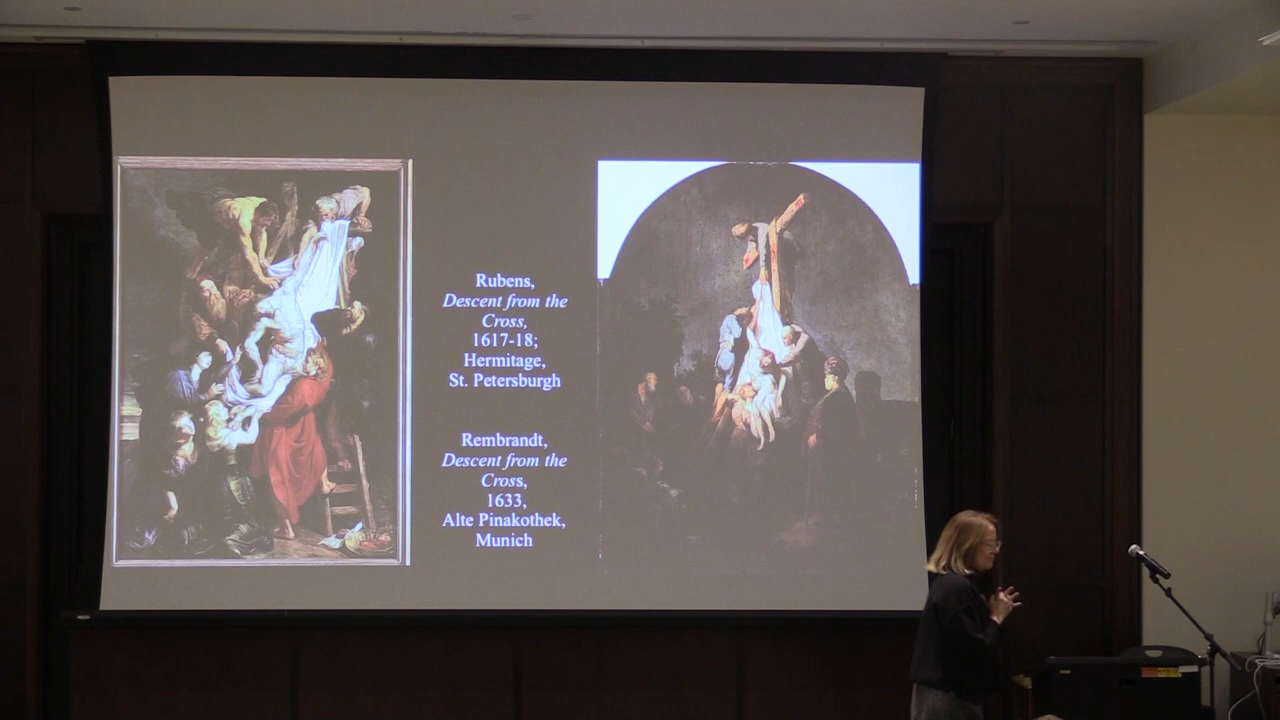 Rubens,
Descent from the
Cross,
1617-18;
Hermitage,
St. Petersburgh
Rembrandt,
Descent from the
Cross,
1633,
Alte Pinakothek,
Munich